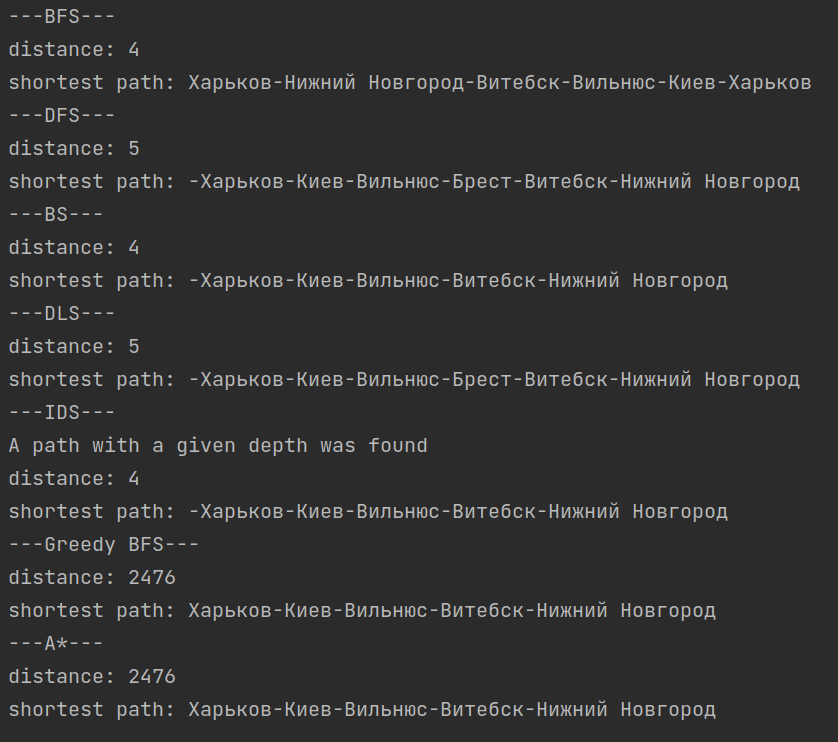 ---BFS---
distance: 4
shortest path: Харьков-Нижний Новгород-Витебск-Вильнюс-Киев-Харьков
---DFS---
distance: 5
shortest path: -Харьков-Киев-Вильнюс-Брест-Витебск-Нижний Новгород
---BS---
distance: 4
shortest path: -Харьков-Киев-Вильнюс-Витебск-Нижний Новгород
---DLS---
distance: 5
shortest path: -Харьков-Киев-Вильнюс-Брест-Витебск-Нижний Новгород
---IDS---
A path with a given depth was found
distance: 4
shortest path: -Харьков-Киев-Вильнюс-Витебск-Нижний Новгород
---Greedy BFS---
distance: 2476
shortest path: Харьков-Киев-Вильнюс-Витебск-Нижний Новгород
---A*---
distance: 2476
shortest path: Харьков-Киев-Вильнюс-Витебск-Нижний Новгород